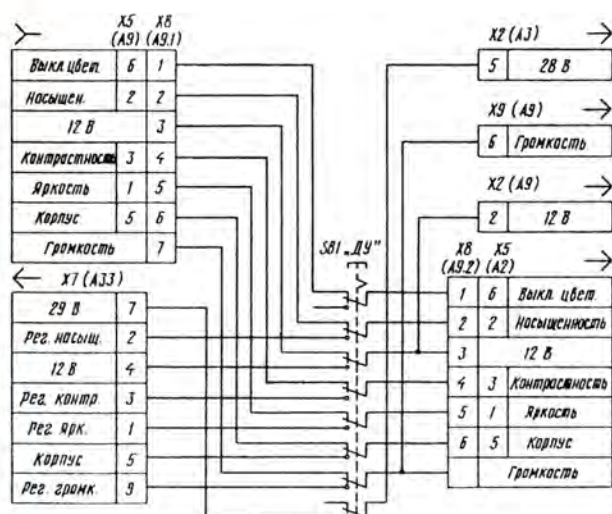 X5 X8
(A9) (A9.1)
Выкл.цвет. 6 1
Насыщен. 2 2
12 В 3
Контрастность 3 4
Яркость 1 5
Корпус 5 6
Громкость 7
X7 (A33)
29 В 7
Рег. насыщ. 2
12 В 4
Рег. контр. 3
Рег. ярк. 1
Корпус 5
Рег. громк. 9
SB1 „ДУ"
X2 (A3)
5 28 В
X9 (A9)
6 Громкость
X2 (A9)
2 12 В
X8 X5
(A9.2) (A2)
1 6 Выкл. цвет.
2 2 Насыщенность
3 12 В
4 3 Контрастность
5 1 Яркость
6 5 Корпус
Громкость